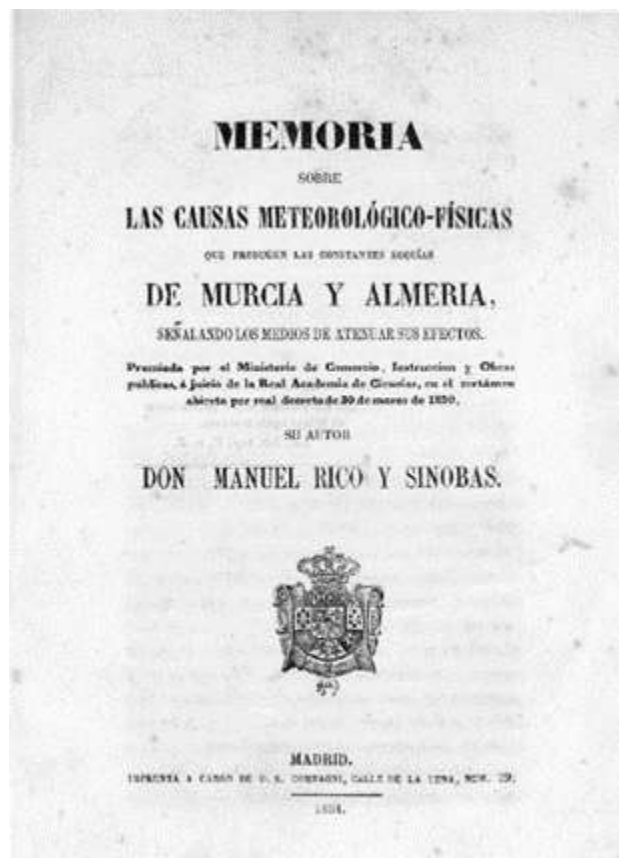 MEMORIA
SOBRE
LAS CAUSAS METEOROLÓGICO-FÍSICAS
QUE PRODUCEN LAS CONSTANTES SEQUÍAS
DE MURCIA Y ALMERIA,
SEÑALANDO LOS MEDIOS DE ATENUAR SUS EFECTOS.
Premiada por el Ministerio de Comercio, Instruccion y Obras
publicas, á juicio de la Real Academia de Ciencias, en el certámen
abierto por real decreto de 30 de marzo de 1850,
SU AUTOR
DON MANUEL RICO Y SINOBAS.
MADRID.
IMPRENTA A CARGO DE D. S. COMPAGNI, CALLE DE LA, NUM. 29.
1851.